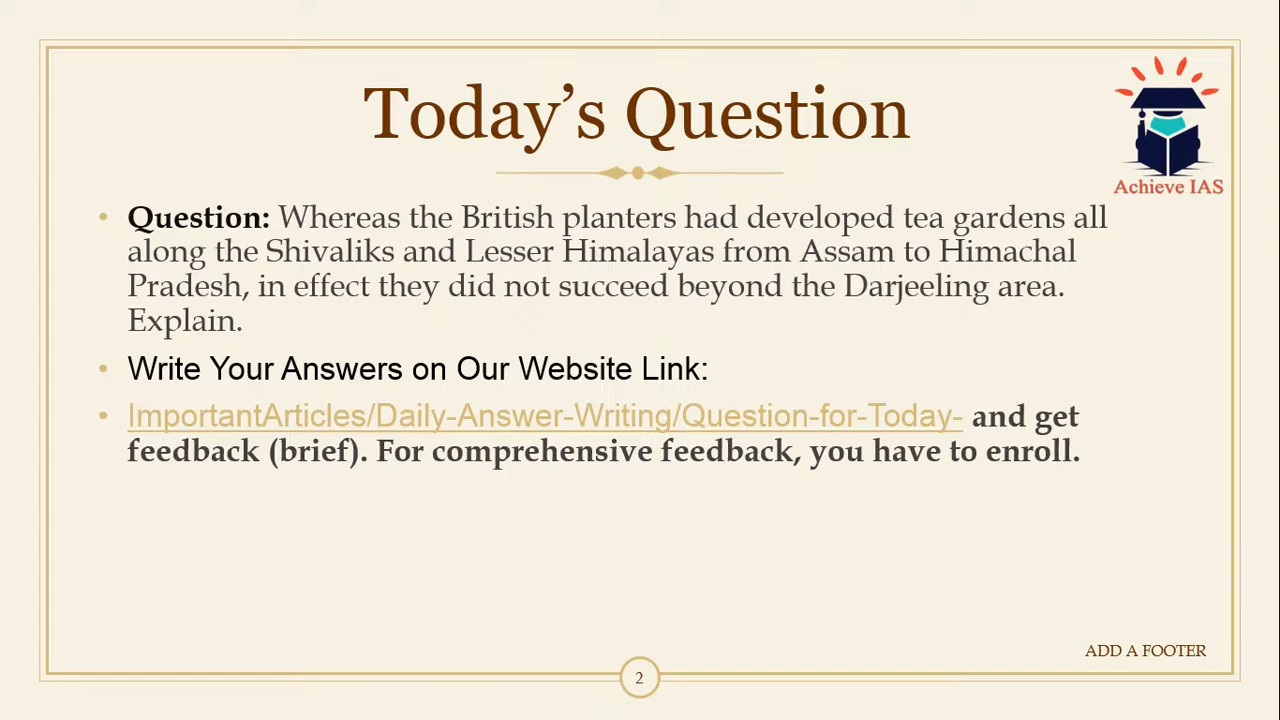 Today’s Question
Achieve IAS
• Question: Whereas the British planters had developed tea gardens all
along the Shivaliks and Lesser Himalayas from Assam to Himachal
Pradesh, in effect they did not succeed beyond the Darjeeling area.
Explain.
• Write Your Answers on Our Website Link:
• ImportantArticles/Daily-Answer-Writing/Question-for-Today- and get
feedback (brief). For comprehensive feedback, you have to enroll.
ADD A FOOTER
2